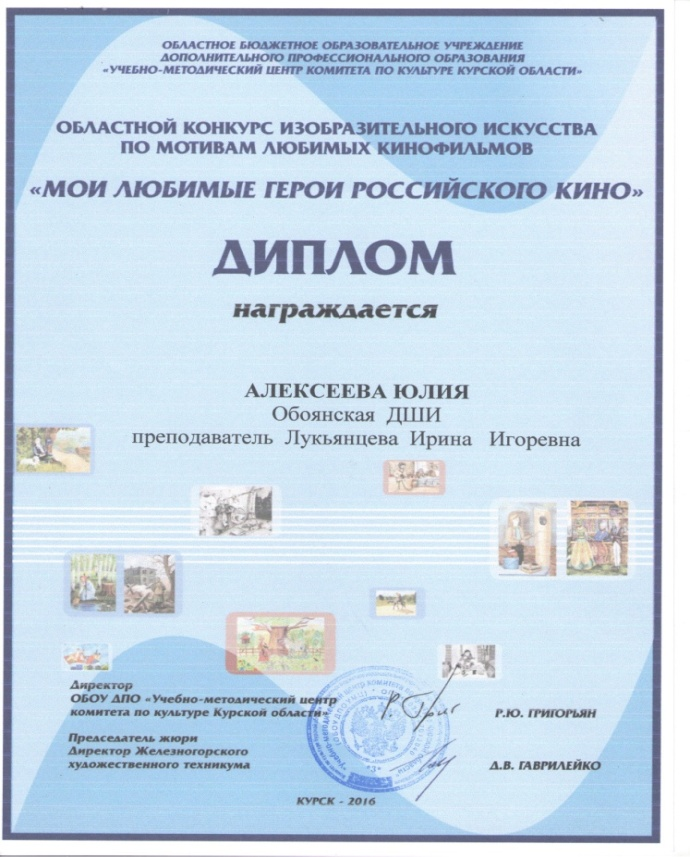 ОБЛАСТНОЕ БЮДЖЕТНОЕ ОБРАЗОВАТЕЛЬНОЕ УЧРЕЖДЕНИЕ
ДОПОЛНИТЕЛЬНОГО ПРОФЕССИОНАЛЬНОГО ОБРАЗОВАНИЯ
«УЧЕБНО-МЕТОДИЧЕСКИЙ ЦЕНТР КОМИТЕТА ПО КУЛЬТУРЕ КУРСКОЙ ОБЛАСТИ»
ОБЛАСТНОЙ КОНКУРС ИЗОБРАЗИТЕЛЬНОГО ИСКУССТВА
ПО МОТИВАМ ЛЮБИМЫХ КИНОФИЛЬМОВ
«МОИ ЛЮБИМЫЕ ГЕРОИ РОССИЙСКОГО КИНО»
ДИПЛОМ
награждается
АЛЕКСЕЕВА ЮЛИЯ
Обоянская ДШИ
преподаватель Лукьянцева Ирина Игоревна
Директор
ОБОУ ДПО «Учебно-методический центр
комитета по культуре Курской области»
Р.Ю. ГРИГОРЬЯН
Председатель жюри
Директор Железногорского
художественного техникума
Д.В. ГАВРИЛЕЙКО
КУРСК - 2016